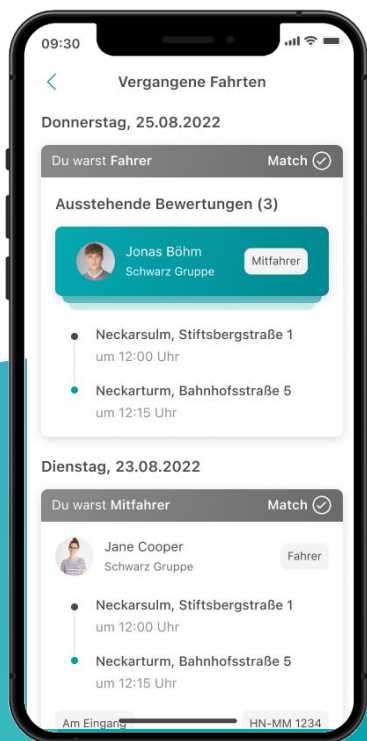 09:30
Vergangene Fahrten
Donnerstag, 25.08.2022
Du warst Fahrer Match
Ausstehende Bewertungen (3)
Jonas Böhm
Schwarz Gruppe
Mitfahrer
Neckarsulm, Stiftsbergstraße 1
um 12:00 Uhr
Neckarturm, Bahnhofsstraße 5
um 12:15 Uhr
Dienstag, 23.08.2022
Du warst Mitfahrer Match
Jane Cooper
Schwarz Gruppe
Fahrer
Neckarsulm, Stiftsbergstraße 1
um 12:00 Uhr
Neckarturm, Bahnhofsstraße 5
um 12:15 Uhr
Am Eingang HN-MM 1234